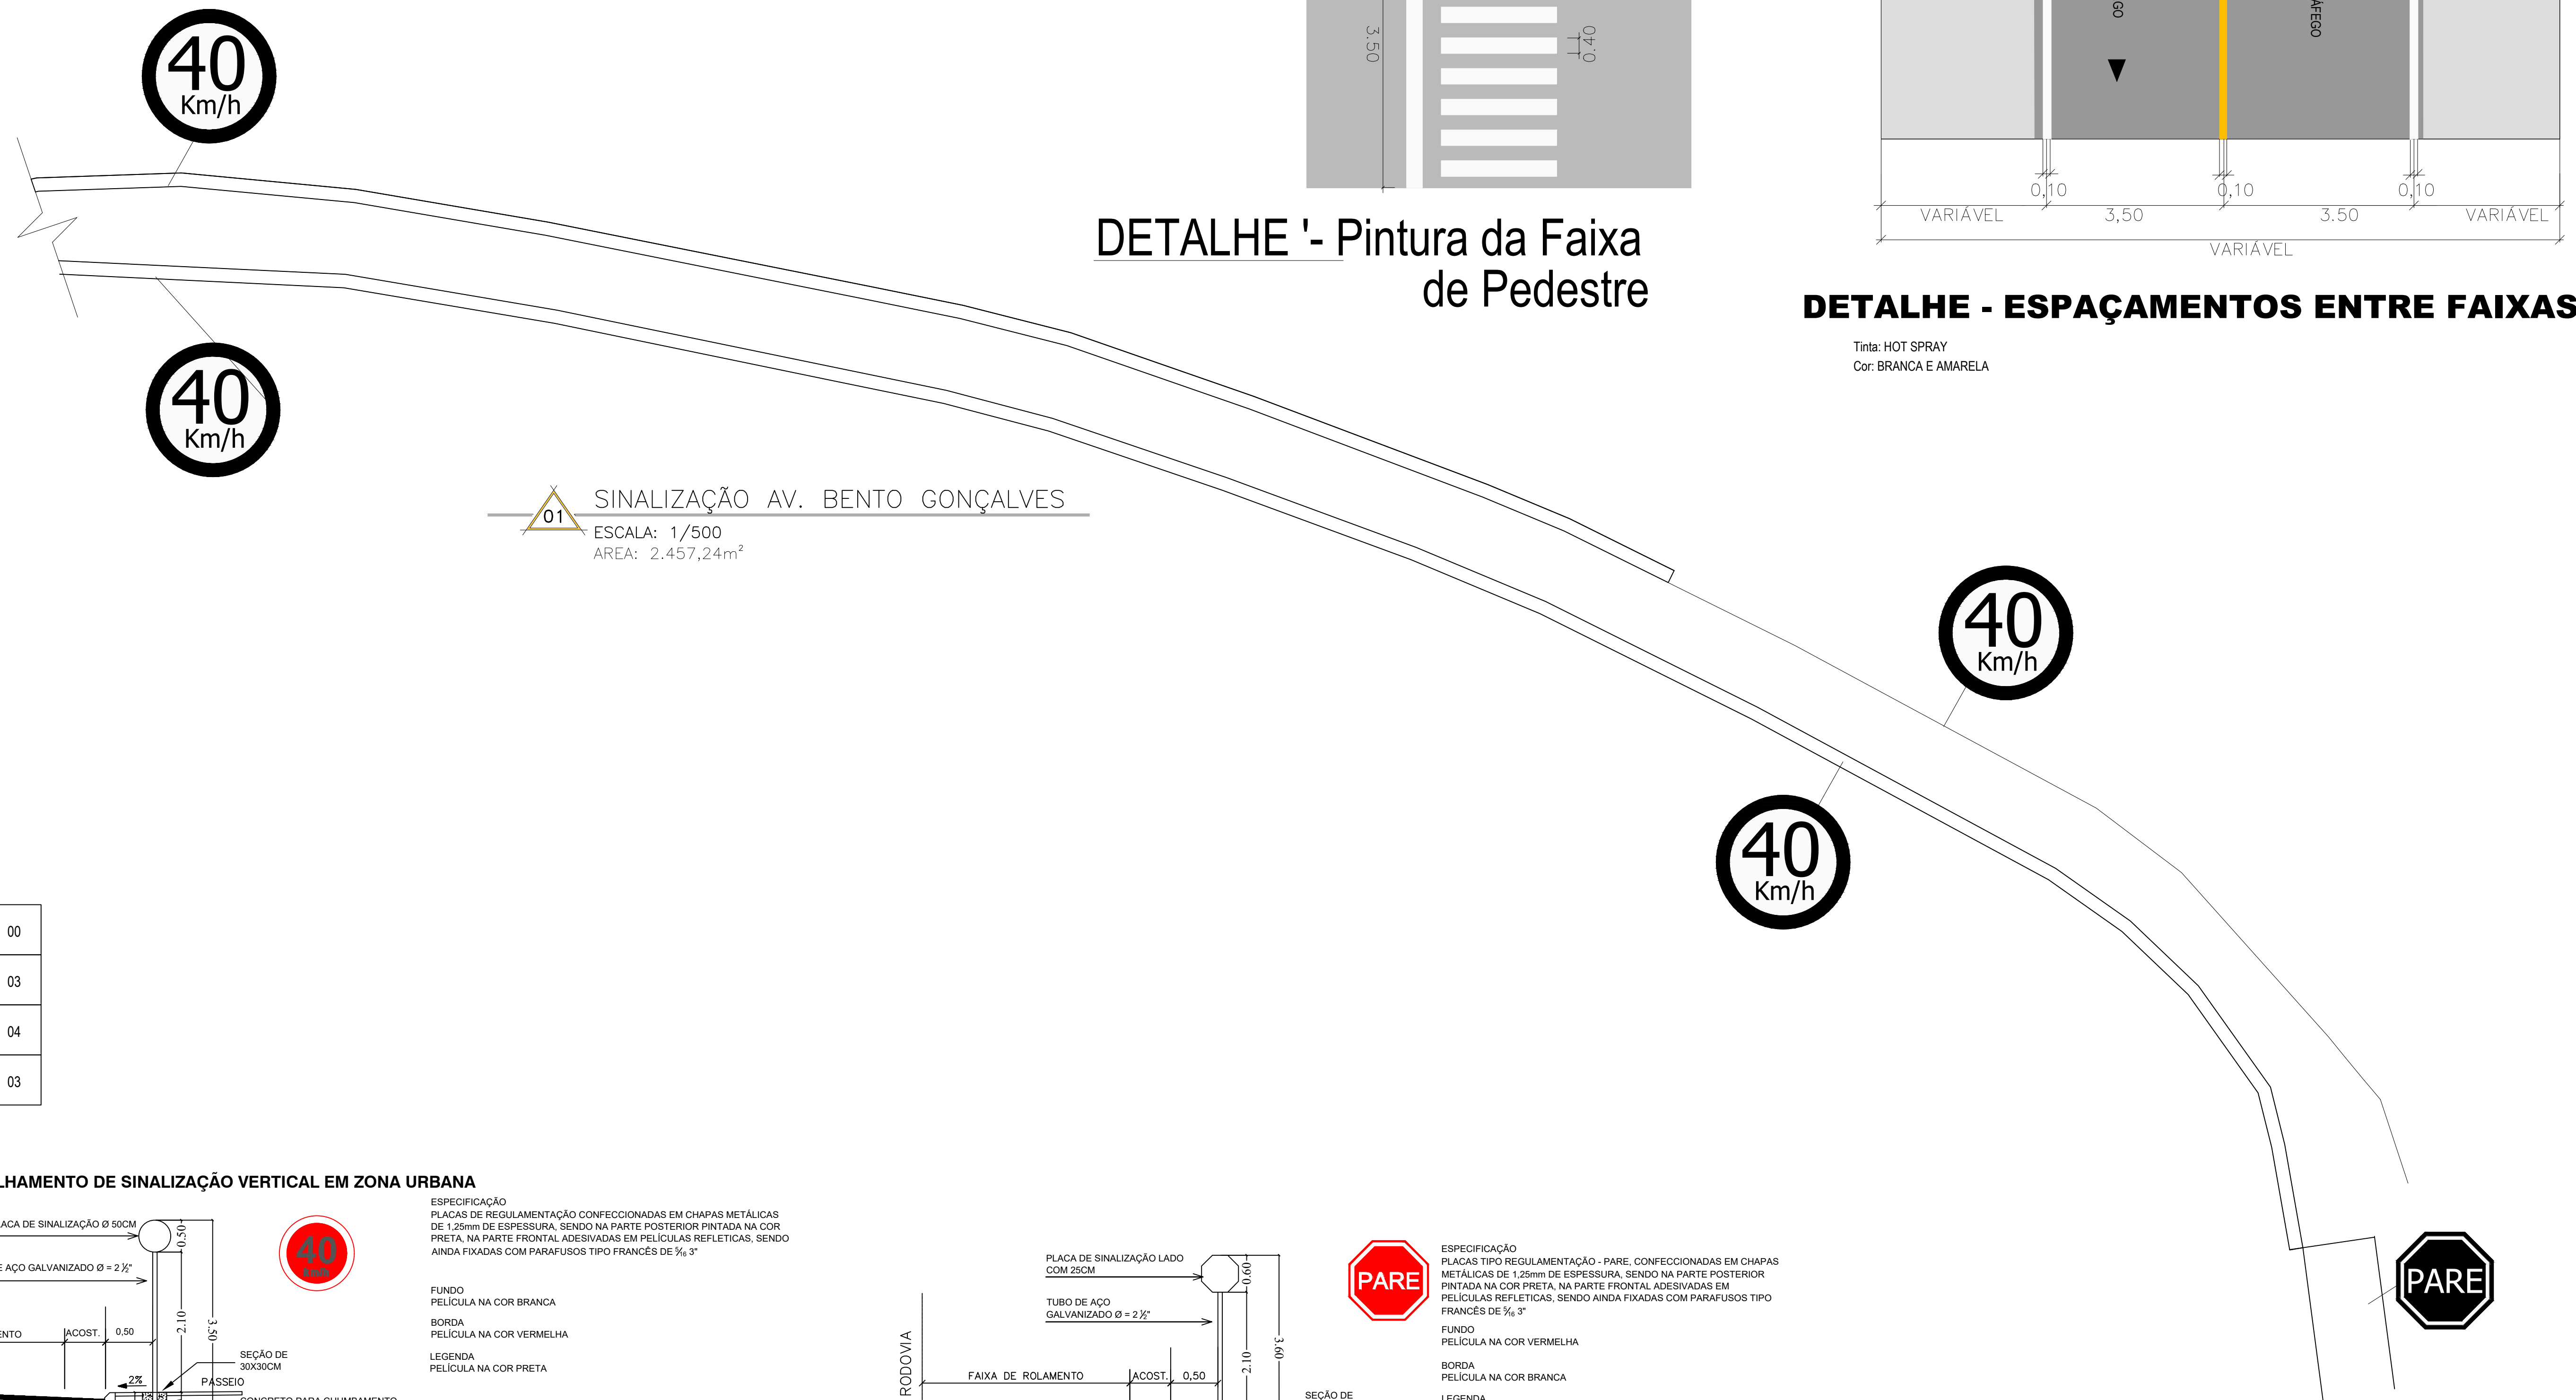 40
Km/h
3.50
0.40
GO
ÁFEGO
0,10
0,10
0,10
VARIÁVEL
3,50
3.50
VARIÁVEL
VARIÁVEL
DETALHE '- Pintura da Faixa
de Pedestre
DETALHE - ESPAÇAMENTOS ENTRE FAIXAS
Tinta: HOT SPRAY
Cor: BRANCA E AMARELA
40
Km/h
01
SINALIZAÇÃO AV. BENTO GONÇALVES
ESCALA: 1/500
AREA: 2.457,24m²
40
Km/h
40
Km/h
00
03
04
03
LHAMENTO DE SINALIZAÇÃO VERTICAL EM ZONA URBANA
LACA DE SINALIZAÇÃO Ø 50CM
E AÇO GALVANIZADO Ø = 2 ½"
NTO
ACOST.
0,50
0.50
2.10
3.50
2%
PASSEIO
SEÇÃO DE
30X30CM
CONCRETO PARA CHUMBAMENTO
40
km/h
ESPECIFICAÇÃO
PLACAS DE REGULAMENTAÇÃO CONFECCIONADAS EM CHAPAS METÁLICAS
DE 1,25mm DE ESPESSURA, SENDO NA PARTE POSTERIOR PINTADA NA COR
PRETA, NA PARTE FRONTAL ADESIVADAS EM PELÍCULAS REFLETICAS, SENDO
AINDA FIXADAS COM PARAFUSOS TIPO FRANCÊS DE 5/16 3"
FUNDO
PELÍCULA NA COR BRANCA
BORDA
PELÍCULA NA COR VERMELHA
LEGENDA
PELÍCULA NA COR PRETA
RODOVIA
PLACA DE SINALIZAÇÃO LADO
COM 25CM
TUBO DE AÇO
GALVANIZADO Ø = 2 ½"
FAIXA DE ROLAMENTO
ACOST.
0,50
0.60
2.10
3.60
SEÇÃO DE
PARE
ESPECIFICAÇÃO
PLACAS TIPO REGULAMENTAÇÃO - PARE, CONFECCIONADAS EM CHAPAS
METÁLICAS DE 1,25mm DE ESPESSURA, SENDO NA PARTE POSTERIOR
PINTADA NA COR PRETA, NA PARTE FRONTAL ADESIVADAS EM
PELÍCULAS REFLETICAS, SENDO AINDA FIXADAS COM PARAFUSOS TIPO
FRANCÊS DE 5/16 3"
FUNDO
PELÍCULA NA COR VERMELHA
BORDA
PELÍCULA NA COR BRANCA
LEGENDA
PARE